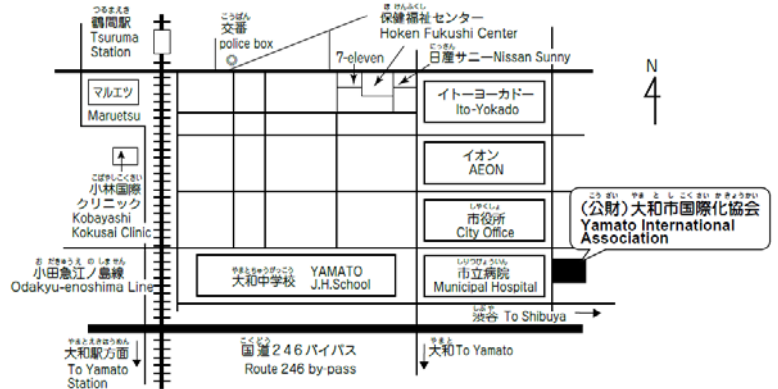 つるまえき
鶴間駅
Tsuruma
Station
こうばん
交番
police box
ほけんふくし
保健福祉センター
Hoken Fukushi Center
7-eleven
にっさん
日産サニーNissan Sunny
N
4
マルエツ
Maruetsu
イトーヨーカドー
Ito-Yokado
イオン
AEON
こばやしこくさい
小林国際
クリニック
Kobayashi
Kokusai Clinic
しやくしょ
市役所
City Office
こうざい やまとしこくさいかきょうかい
(公財)大和市国際化協会
Yamato International
Association
おだきゅうえのしません
小田急江ノ島線
Odakyu-enoshima Line
やまとちゅうがっこう
大和中学校
YAMATO
J.H.School
しりつびょういん
市立病院
Municipal Hospital
しぶや
渋谷 To Shibuya
やまとえきほうめん
大和駅方面
To Yamato
Station
こくどう
国道246バイパス
Route 246 by-pass
やまと
大和To Yamato